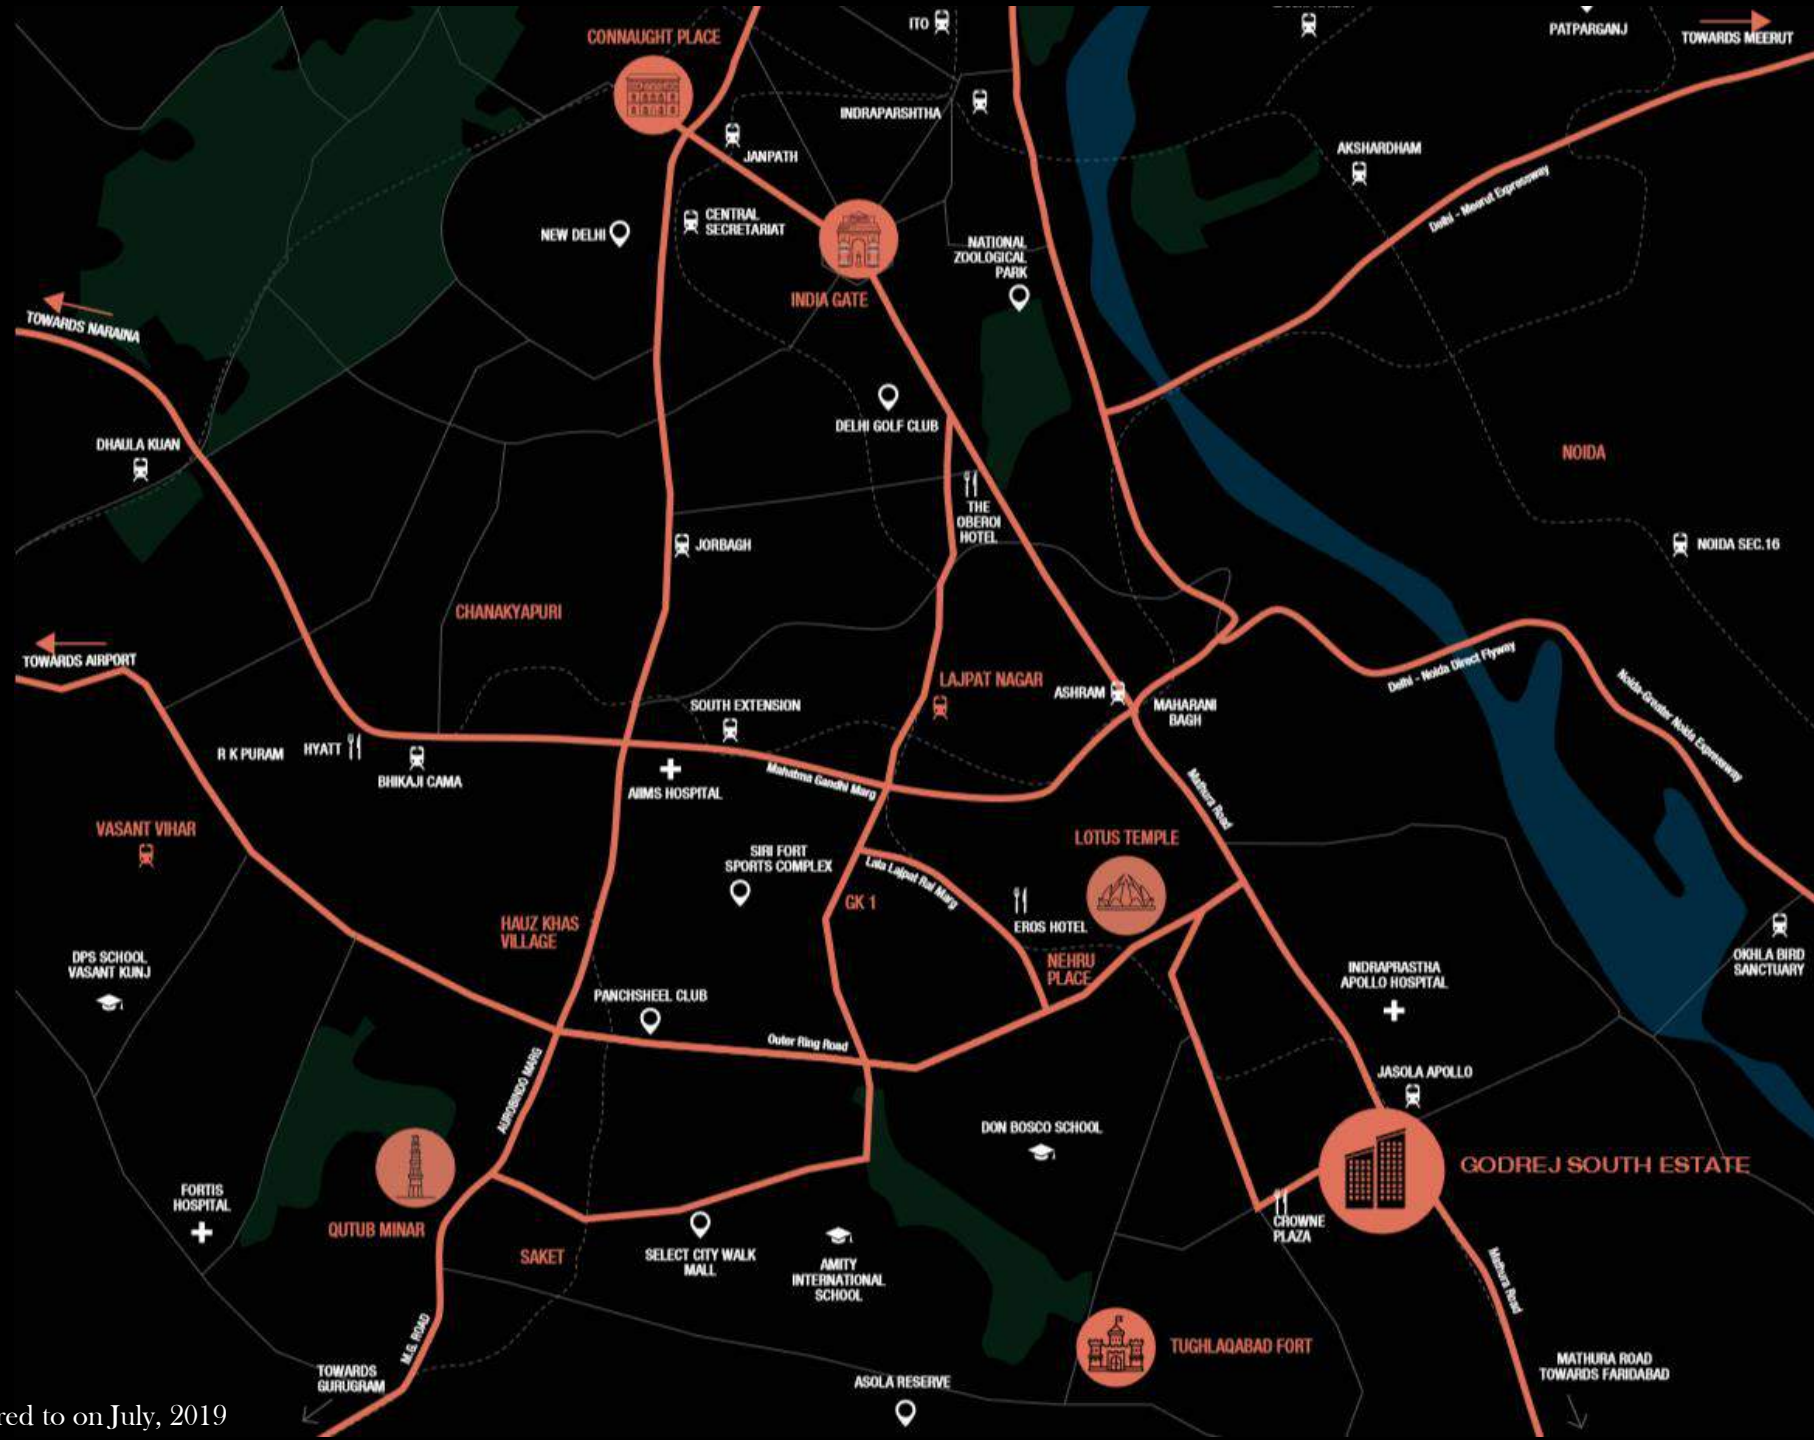 CONNAUGHT PLACE
ITO
PATPARGANJ
TOWARDS MEERUT
INDRAPARSHTHA
JANPATH
AKSHARDHAM
Delhi - Meerut Expressway
CENTRAL
SECRETARIAT
NEW DELHI
NATIONAL
ZOOLOGICAL
PARK
INDIA GATE
TOWARDS NARAINA
DELHI GOLF CLUB
DHAULA KUAN
NOIDA
THE
OBEROI
HOTEL
JORBAGH
NOIDA SEC.16
CHANAKYAPURI
TOWARDS AIRPORT
Delhi - Noida Direct Flyway
LAJPAT NAGAR
ASHRAM
MAHARANI
BAGH
Noida-Greater Noida Expressway
SOUTH EXTENSION
R K PURAM
HYATT
BHIKAJI CAMA
Mahatma Gandhi Marg
AIIMS HOSPITAL
Mathura Road
VASANT VIHAR
LOTUS TEMPLE
SIRI FORT
SPORTS COMPLEX
Lala Lajpat Rai Marg
GK 1
EROS HOTEL
HAUZ KHAS
VILLAGE
NEHRU
PLACE
DPS SCHOOL
VASANT KUNJ
INDRAPRASTHA
APOLLO HOSPITAL
OKHLA BIRD
SANCTUARY
PANCHSHEEL CLUB
Outer Ring Road
AUROBINDO MARG
JASOLA APOLLO
DON BOSCO SCHOOL
GODREJ SOUTH ESTATE
FORTIS
HOSPITAL
QUTUB MINAR
SAKET
SELECT CITY WALK
MALL
AMITY
INTERNATIONAL
SCHOOL
CROWNE
PLAZA
Mathura Road
M.G. ROAD
TUGHLAQABAD FORT
TOWARDS
GURUGRAM
ASOLA RESERVE
MATHURA ROAD
TOWARDS FARIDABAD
red to on July, 2019